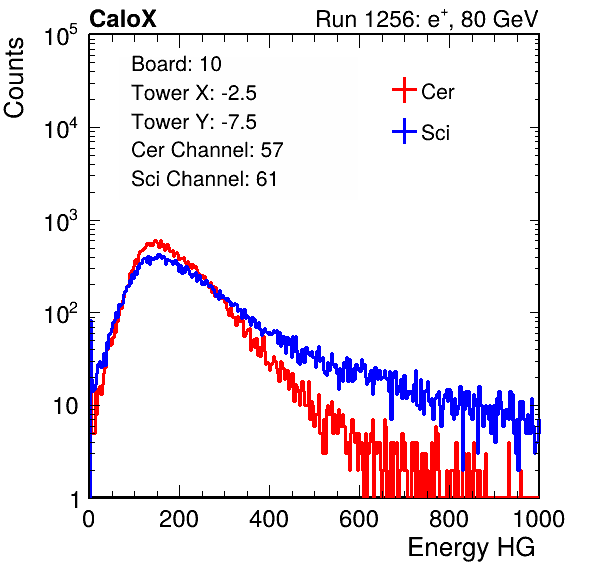 CaloX Run 1256: e⁺, 80 GeV
Counts
10⁵
10⁴
10³
10²
10
1
Board: 10
Tower X: -2.5
Tower Y: -7.5
Cer Channel: 57
Sci Channel: 61
Cer
Sci
0 200 400 600 800 1000
Energy HG